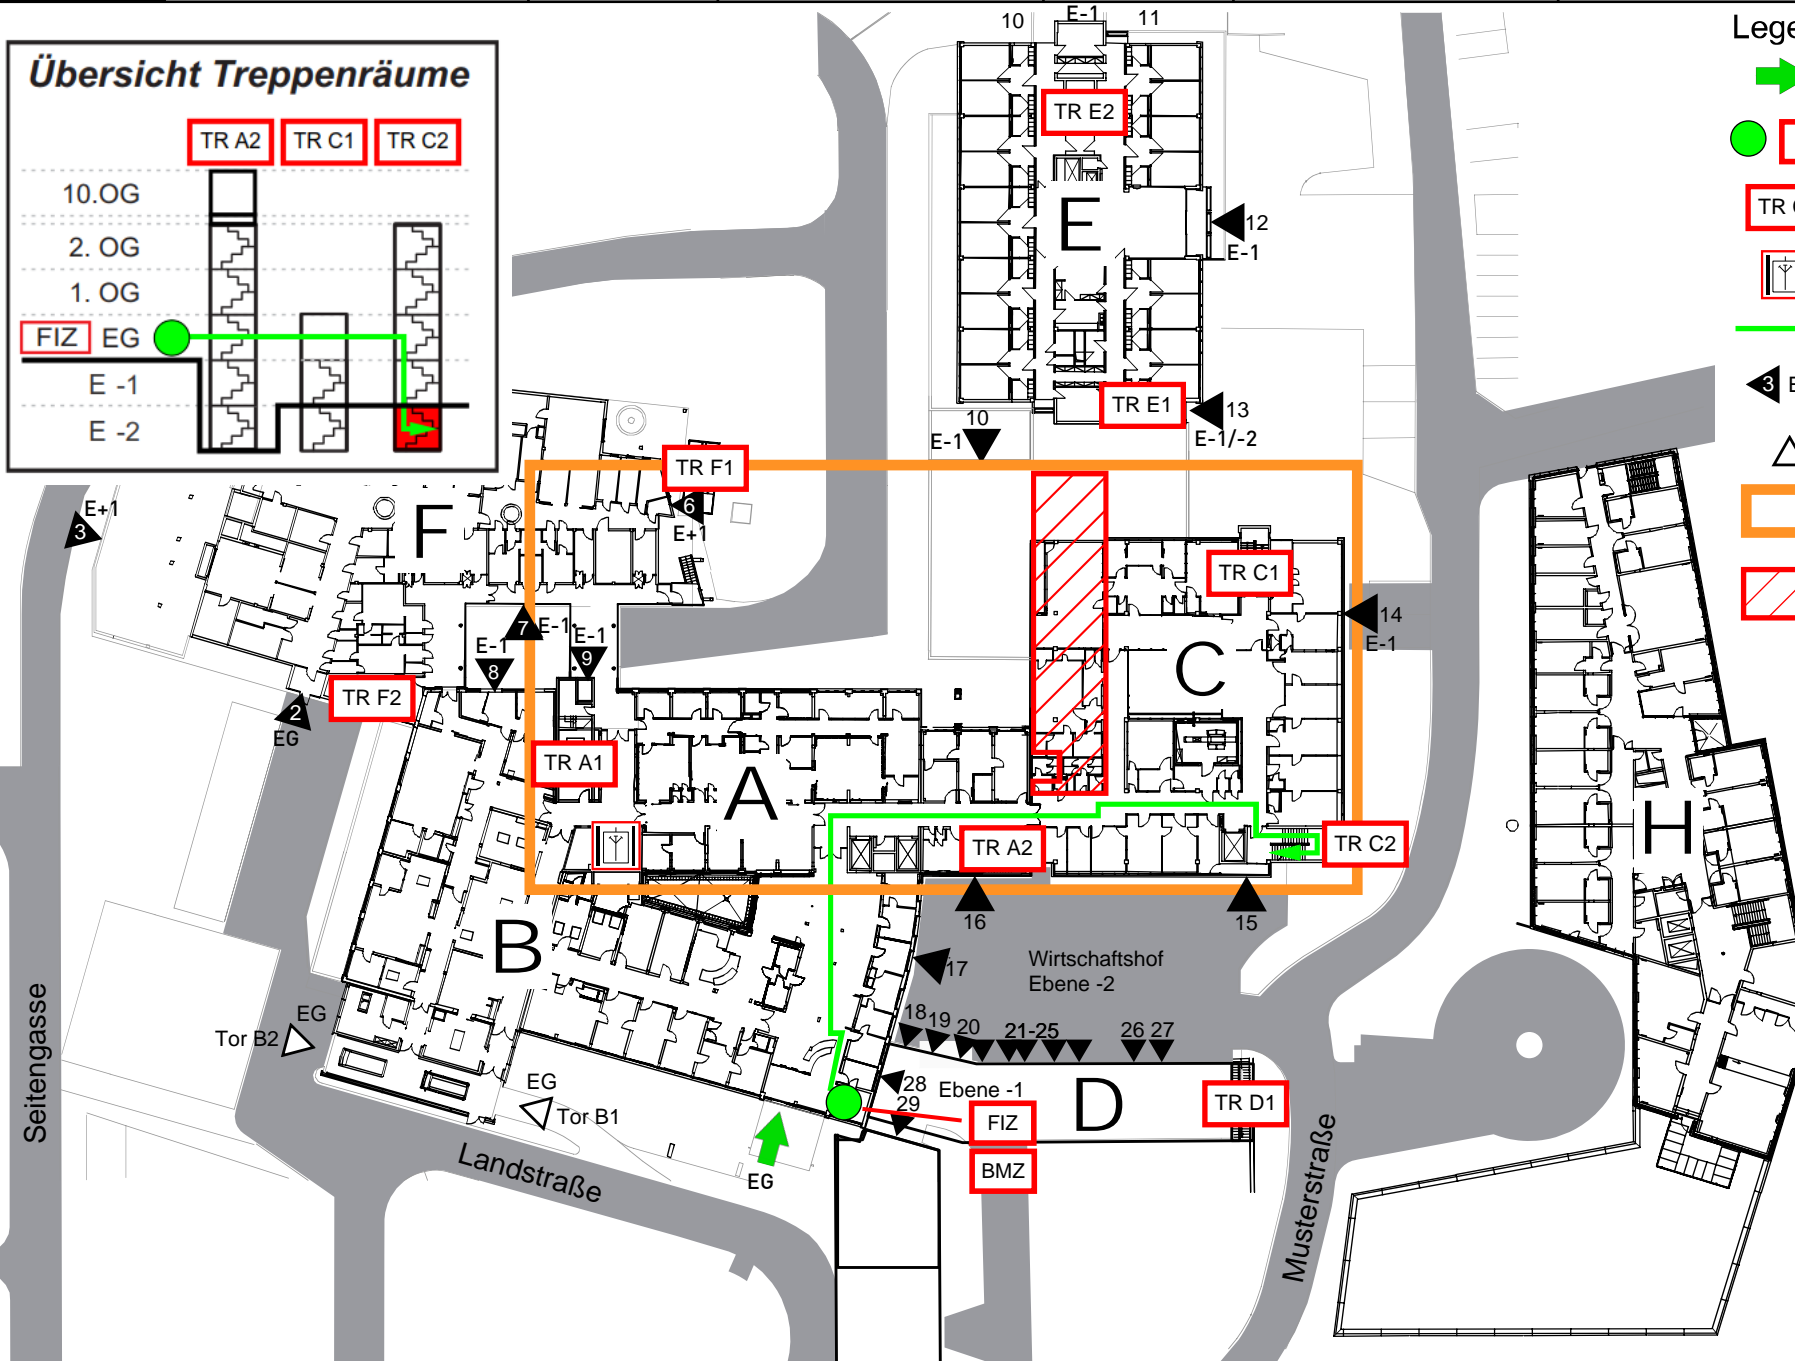 Übersicht Treppenräume
TR A2
TR C1
TR C2
10.OG
2. OG
1. OG
FIZ
EG
E -1
E -2
10
E-1
11
TR E2
E
12
E-1
TR E1
13
E-1/-2
10
E-1
TR F1
6
E+1
3
E+1
F
7
E-1
E-1
8
E-1
9
TR F2
2
EG
TR C1
14
E-1
C
TR A1
A
TR A2
TR C2
16
15
B
17
Wirtschaftshof
Ebene -2
18
19
20
21-25
26
27
28
29
Ebene -1
D
TR D1
FIZ
BMZ
EG
Tor B2
EG
Tor B1
EG
Seitengasse
Landstraße
Musterstraße
H
Lege
TR
3